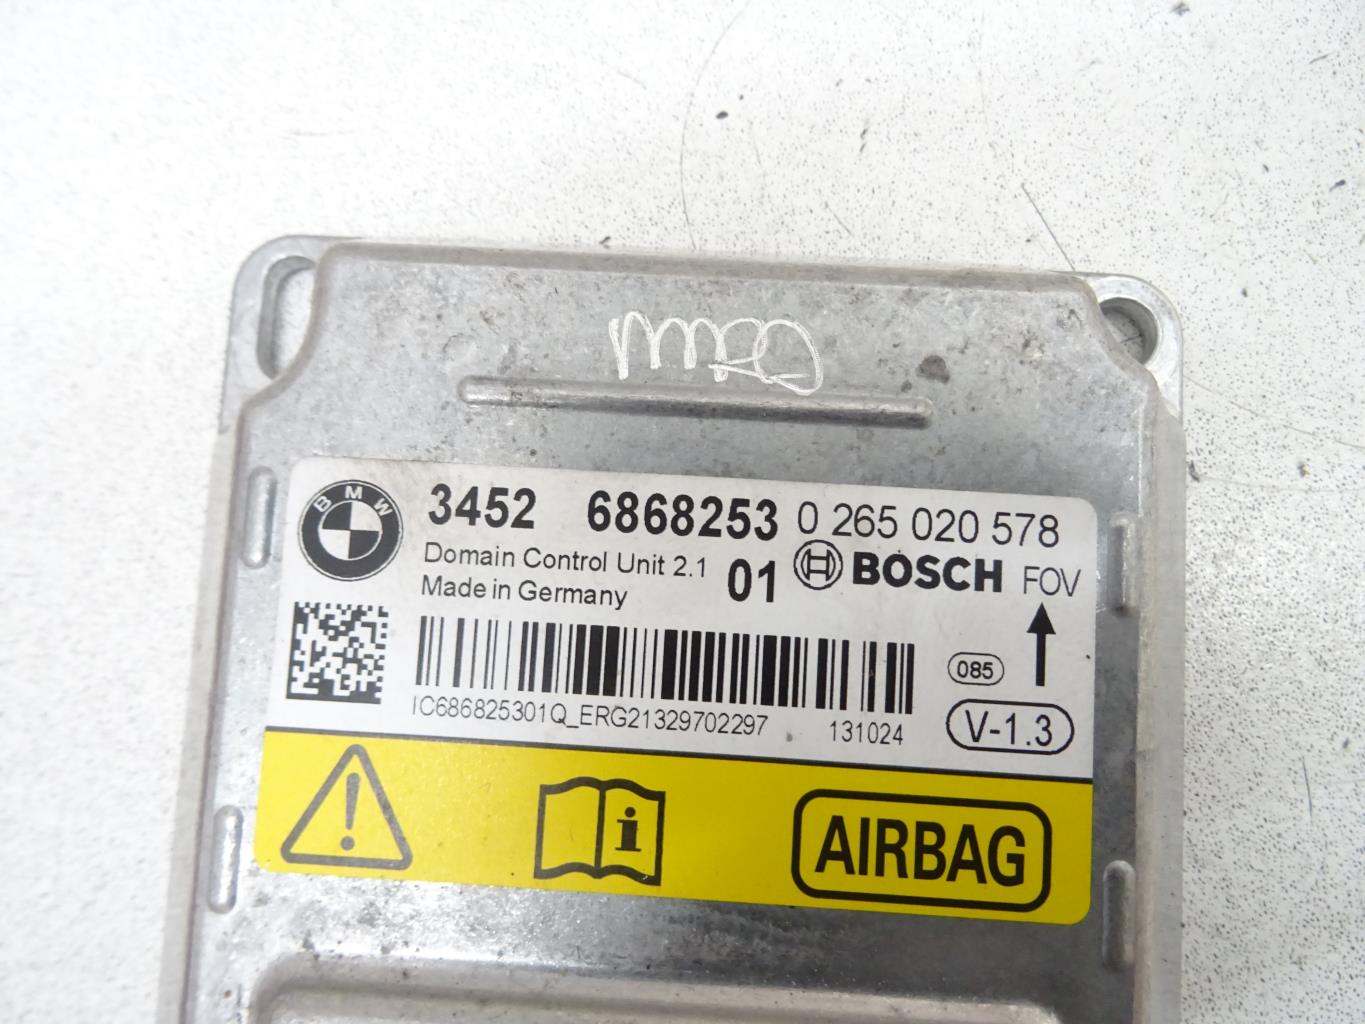 BMW
3452 6868253 0 265 020 578
Domain Control Unit 2.1 01 BOSCH FOV
Made in Germany
085
IC686825301Q_ERG21329702297 131024
V-1.3
AIRBAG